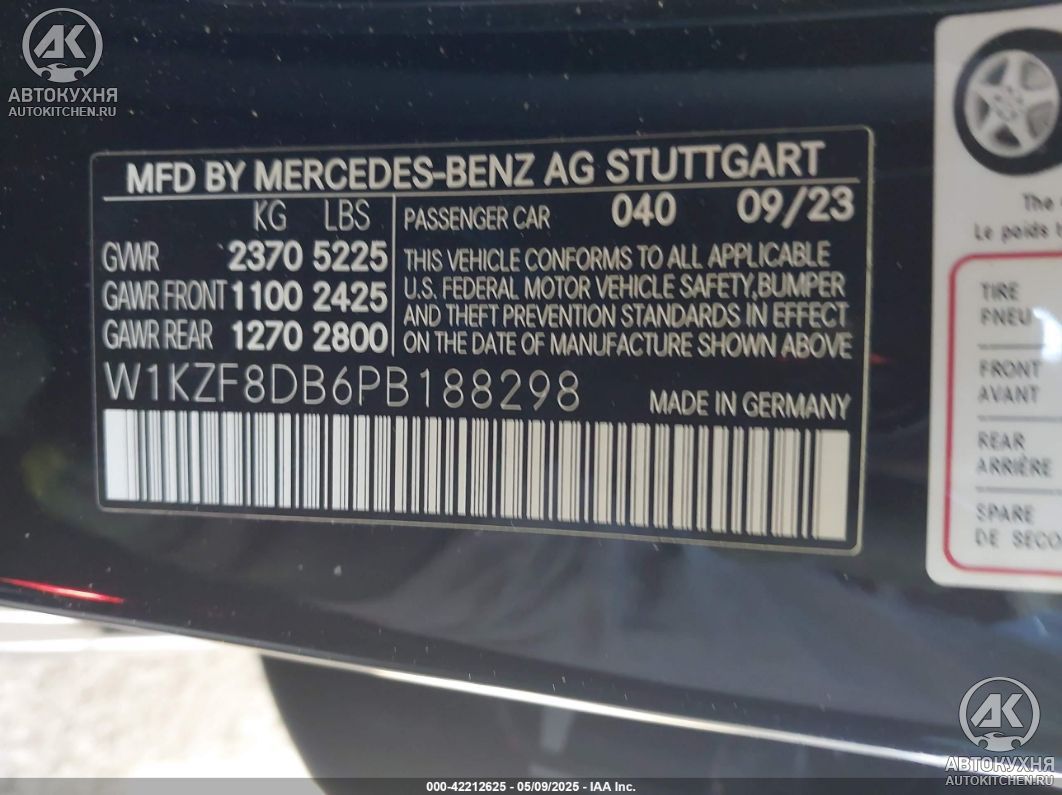 AK
АВТОКУХНЯ
AUTOKITCHEN.RU
MFD BY MERCEDES-BENZ AG STUTTGART
KG LBS
GVWR 2370 5225
GAWR FRONT 1100 2425
GAWR REAR 1270 2800
PASSENGER CAR 040 09/23
THIS VEHICLE CONFORMS TO ALL APPLICABLE
U.S. FEDERAL MOTOR VEHICLE SAFETY, BUMPER
AND THEFT PREVENTION STANDARDS IN EFFECT
ON THE DATE OF MANUFACTURE SHOWN ABOVE
W1KZF8DB6PB188298
MADE IN GERMANY
The
Le poids
TIRE
PNEU
FRONT
AVANT
REAR
ARRIÈRE
SPARE
DE
AK
АВТОКУХНЯ
AUTOKITCHEN.RU
000-42212625 - 05/09/2025 - IAA Inc.